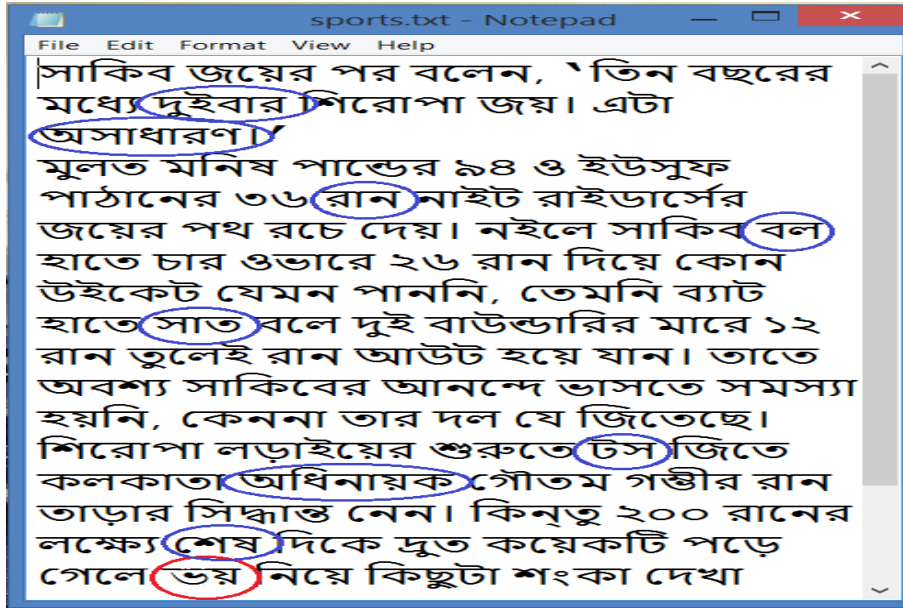 sports.txt - Notepad
File Edit Format View Help
সাকিব জয়ের পর বলেন, ‘তিন বছরের
মধ্যে দুইবার শিরোপা জয়। এটা
অসাধারণ।’
মুলত মনিষ পান্ডের ৯৪ ও ইউসুফ
পাঠানের ৩৬ রান নাইট রাইডার্সের
জয়ের পথ রচে দেয়। নইলে সাকিব বল
হাতে চার ওভারে ২৬ রান দিয়ে কোন
উইকেট যেমন পাননি, তেমনি ব্যাট
হাতে সাত বলে দুই বাউন্ডারির মারে ১২
রান তুলেই রান আউট হয়ে যান। তাতে
অবশ্য সাকিবের আনন্দে ভাসতে সমস্যা
হয়নি, কেননা তার দল যে জিতেছে।
শিরোপা লড়াইয়ের শুরুতে টস জিতে
কলকাতা অধিনায়ক গৌতম গম্ভীর রান
তাড়ার সিদ্ধান্ত নেন। কিন্‌তু ২০০ রানের
লক্ষ্যে শেষ দিকে দ্রুত কয়েকটি পড়ে
গেলে ভয় নিয়ে কিছুটা শংকা দেখা